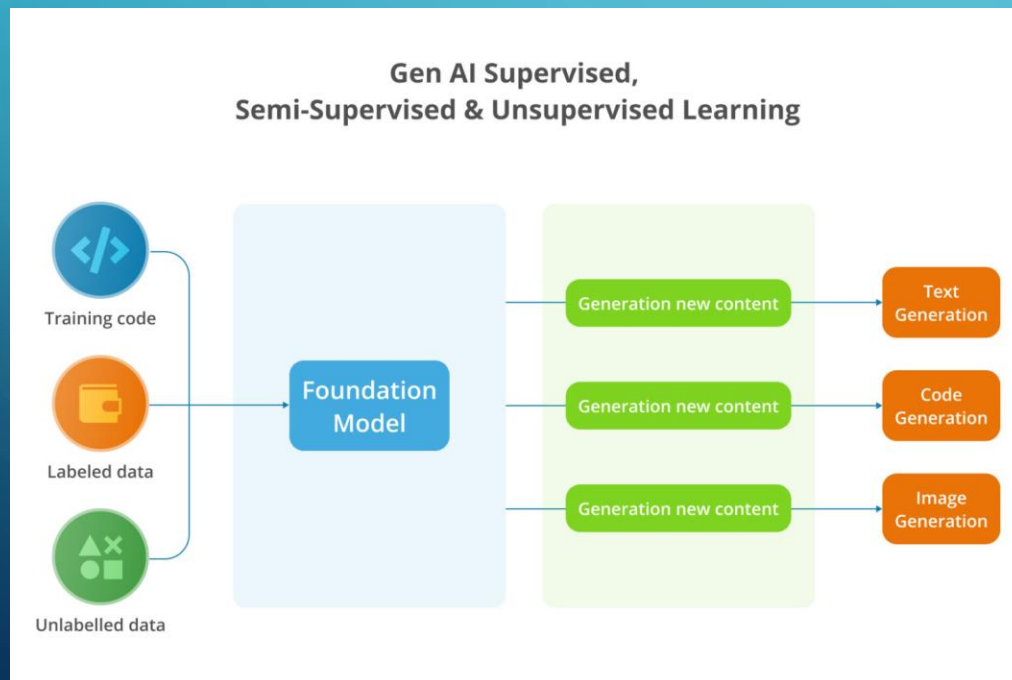 Gen AI Supervised,
Semi-Supervised & Unsupervised Learning
Training code
Labeled data
Unlabelled data
Foundation
Model
Generation new content
Generation new content
Generation new content
Text
Generation
Code
Generation
Image
Generation